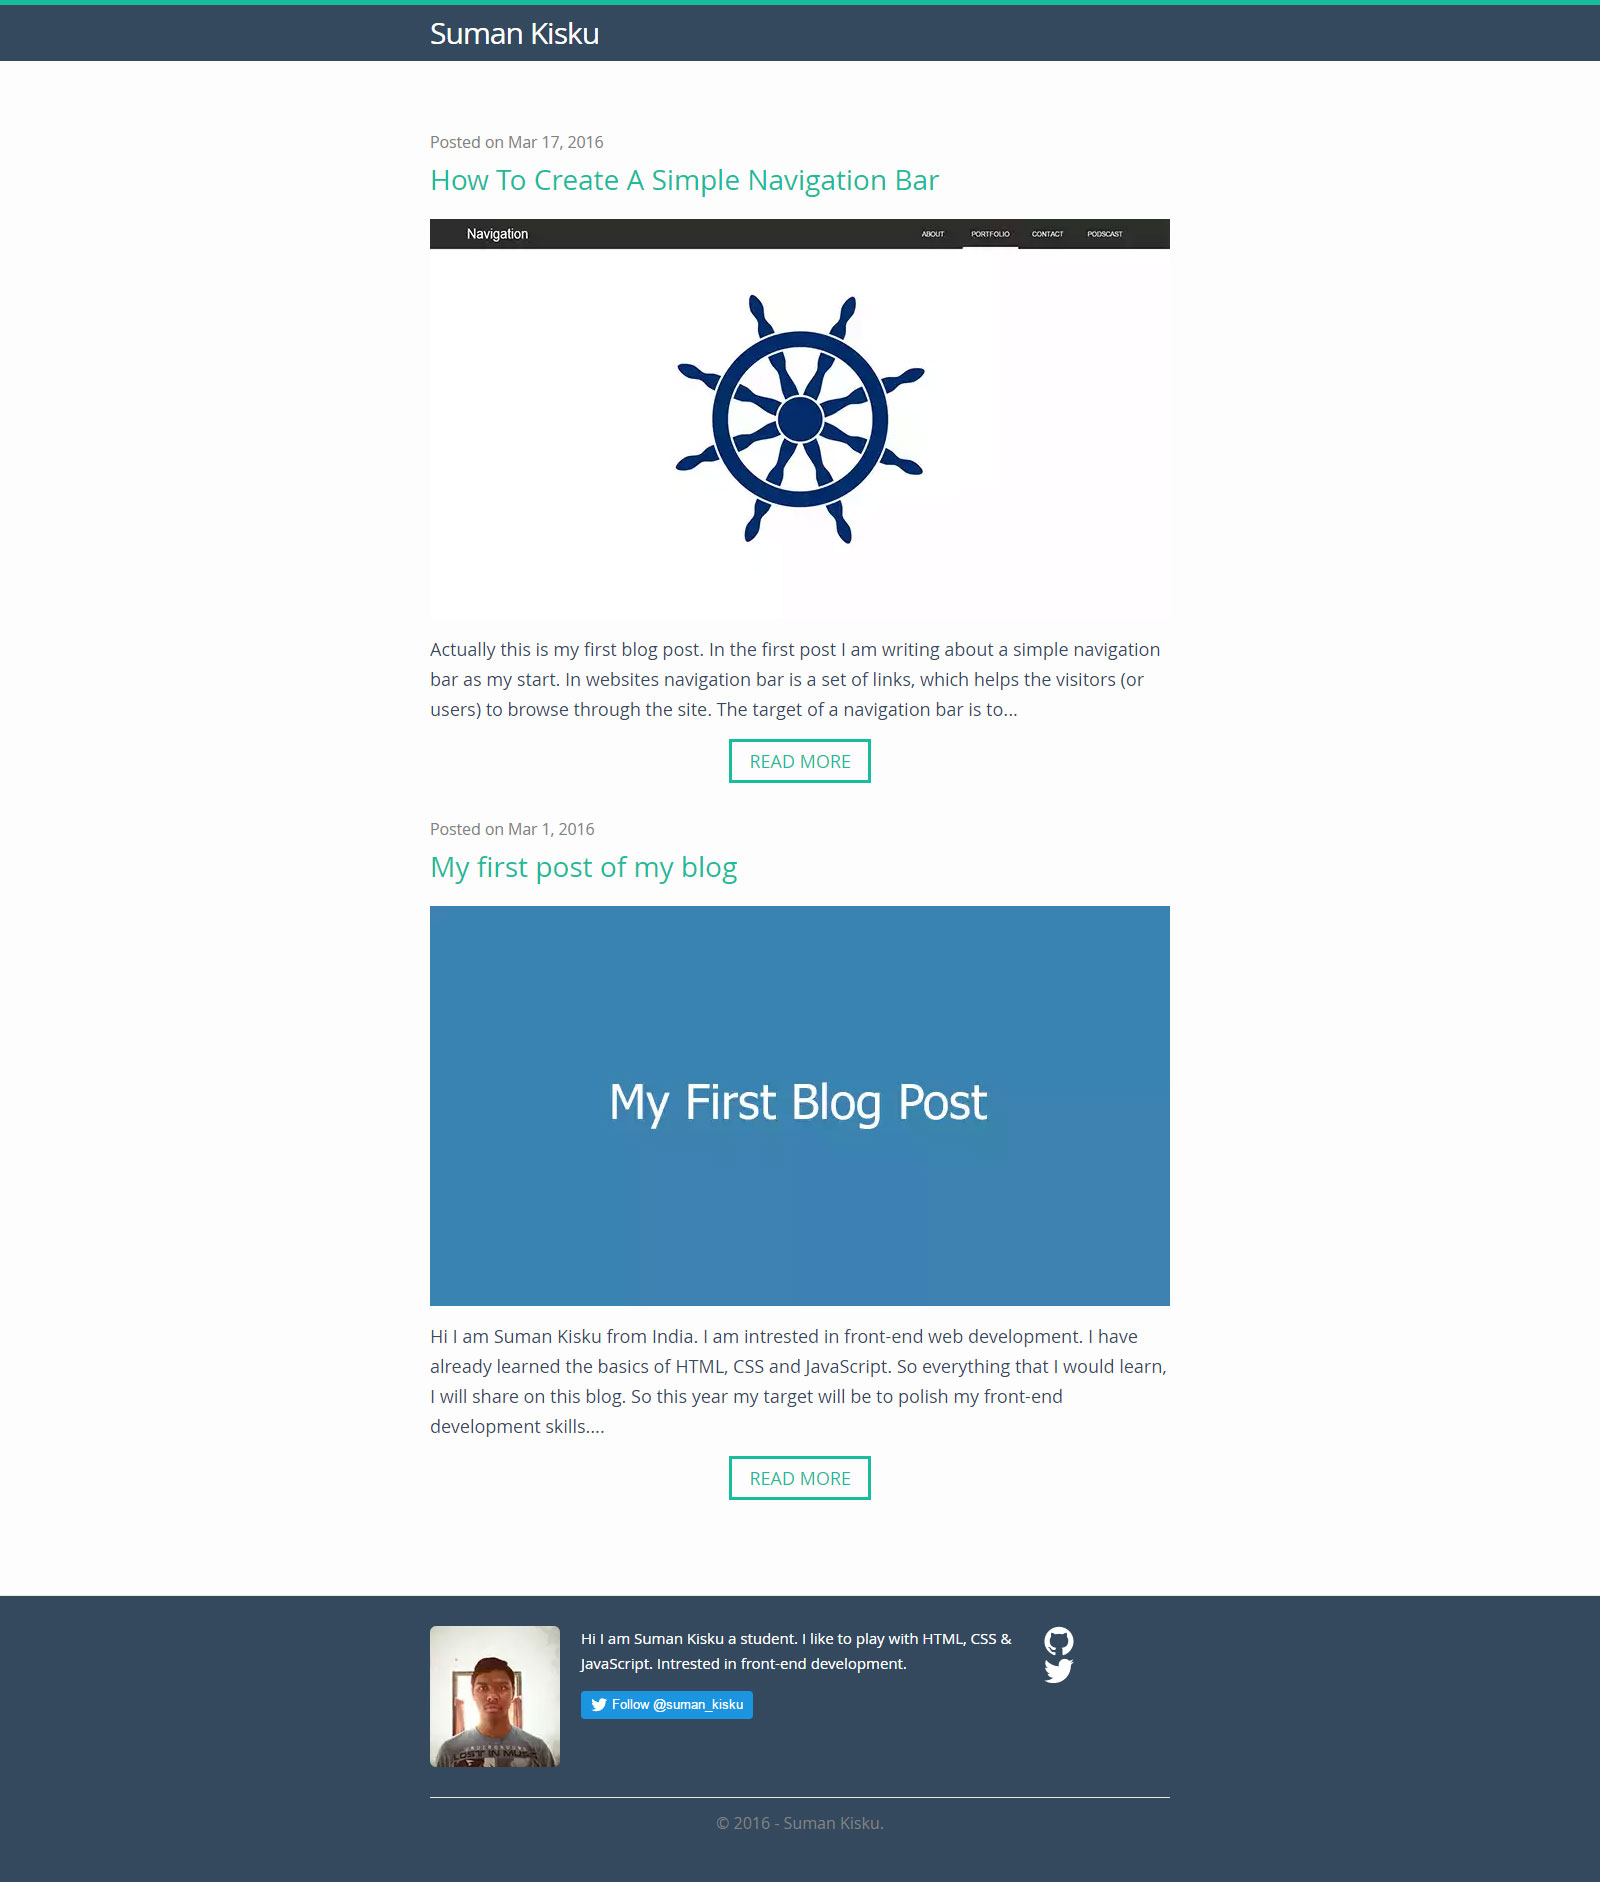 Suman Kisku
Posted on Mar 17, 2016
How To Create A Simple Navigation Bar
Navigation ABOUT PORTFOLIO CONTACT PODSCAST
Actually this is my first blog post. In the first post I am writing about a simple navigation
bar as my start. In websites navigation bar is a set of links, which helps the visitors (or
users) to browse through the site. The target of a navigation bar is to...
READ MORE
Posted on Mar 1, 2016
My first post of my blog
My First Blog Post
Hi I am Suman Kisku from India. I am intrested in front-end web development. I have
already learned the basics of HTML, CSS and JavaScript. So everything that I would learn,
I will share on this blog. So this year my target will be to polish my front-end
development skills....
READ MORE
Hi I am Suman Kisku a student. I like to play with HTML, CSS &
JavaScript. Intrested in front-end development.
Follow @suman_kisku
UNDERGROUND
LOST IN MUSIC
© 2016 - Suman Kisku.